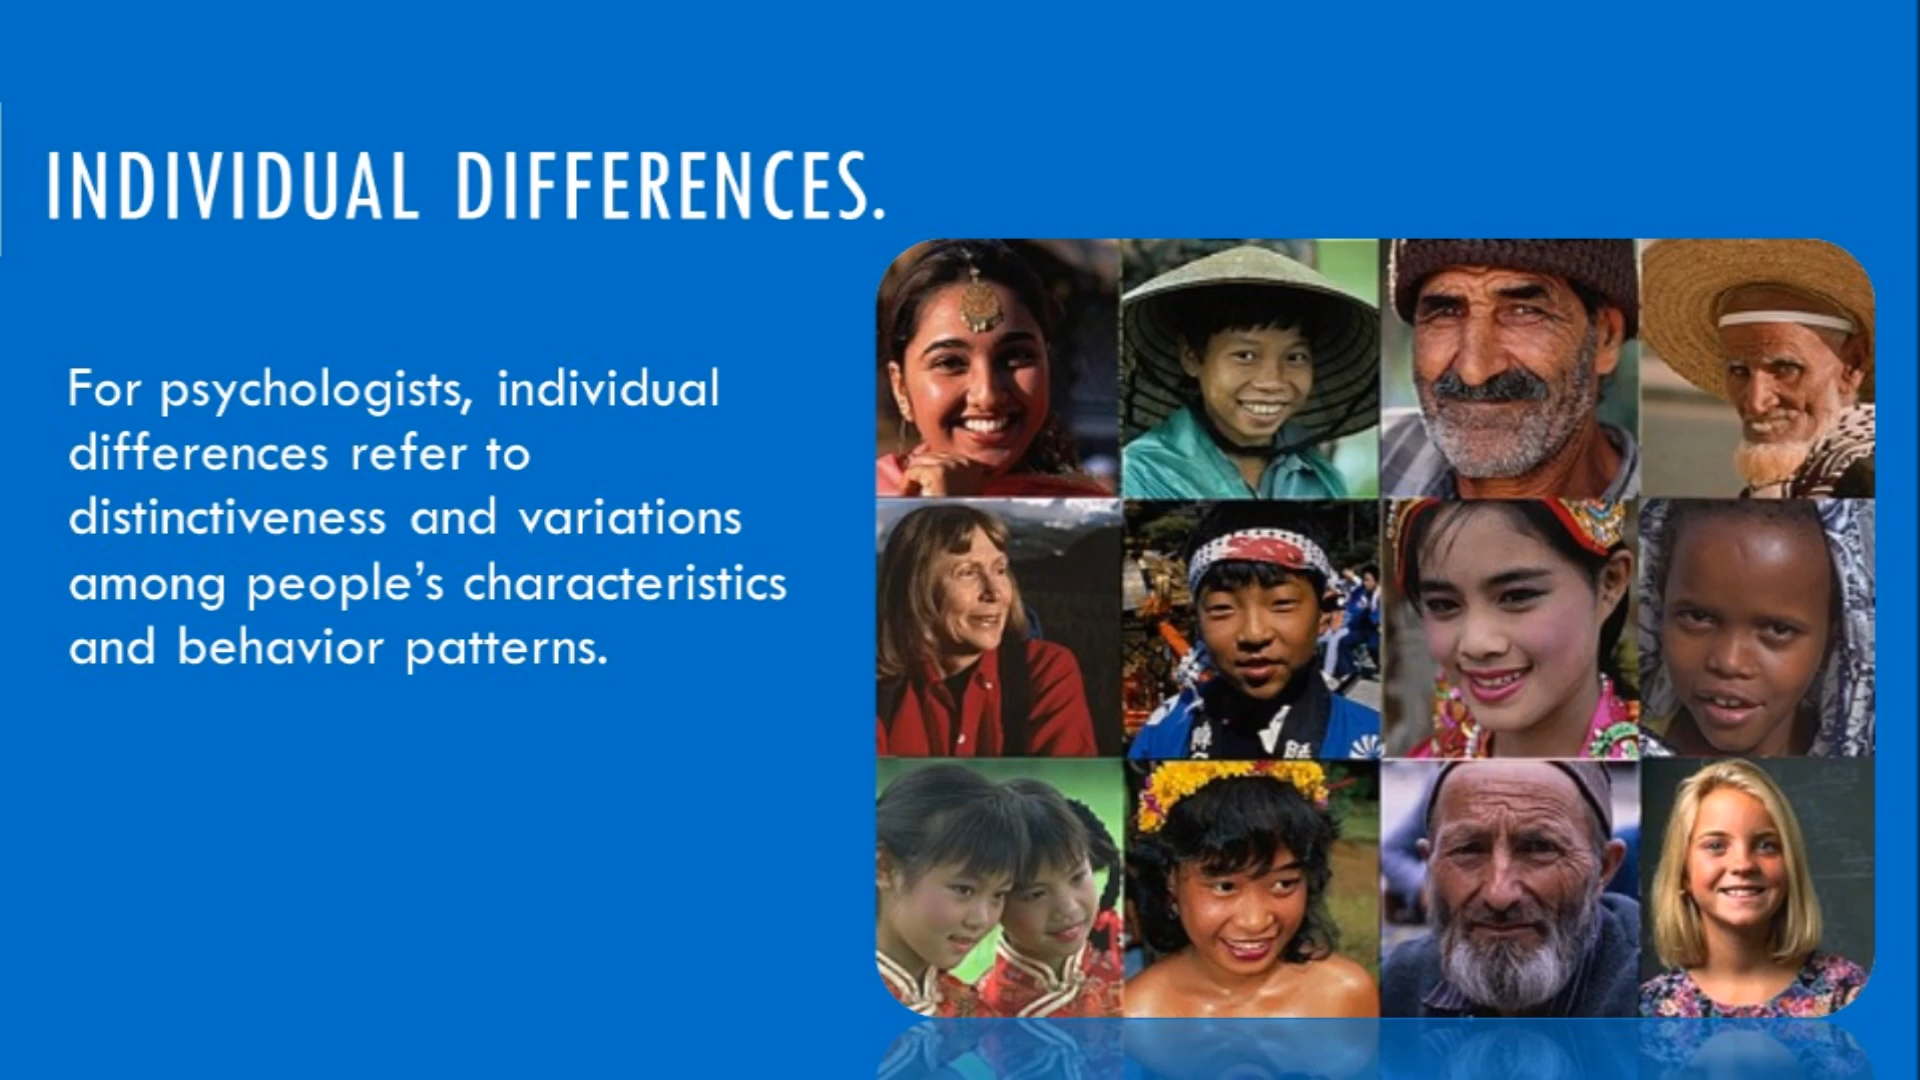 INDIVIDUAL DIFFERENCES.
For psychologists, individual
differences refer to
distinctiveness and variations
among people’s characteristics
and behavior patterns.